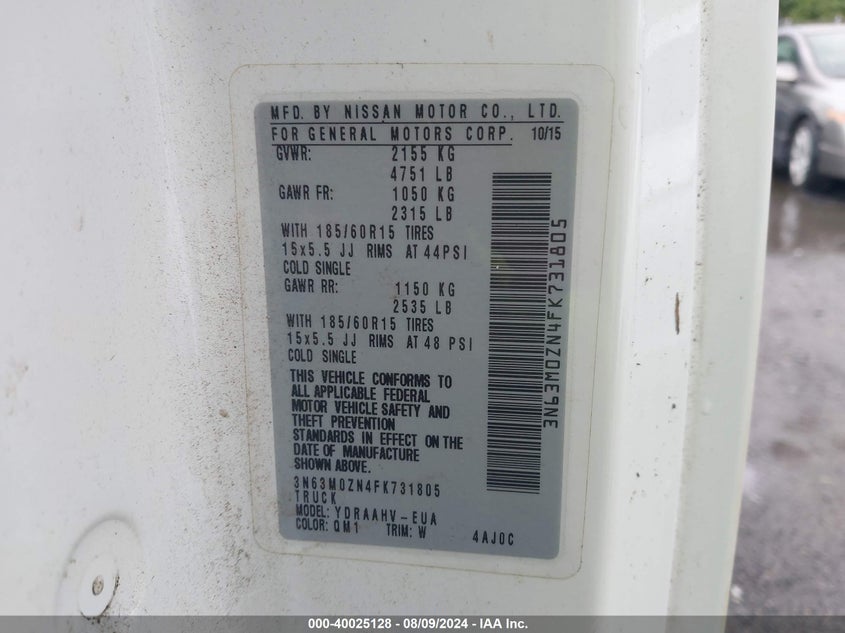 MFD. BY NISSAN MOTOR CO., LTD.
FOR GENERAL MOTORS CORP. 10/15
GVWR: 2155 KG
4751 LB
GAWR FR: 1050 KG
2315 LB
WITH 185/60R15 TIRES
15x5.5 JJ RIMS AT 44PSI
COLD SINGLE
GAWR RR: 1150 KG
2535 LB
WITH 185/60R15 TIRES
15x5.5 JJ RIMS AT 48 PSI
COLD SINGLE
THIS VEHICLE CONFORMS TO
ALL APPLICABLE FEDERAL
MOTOR VEHICLE SAFETY AND
THEFT PREVENTION
STANDARDS IN EFFECT ON THE
DATE OF MANUFACTURE
SHOWN ABOVE.
3N63M0ZN4FK731805
TRUCK
MODEL: YDRAAHV-EUA
COLOR: QM1 TRIM: W 4AJ0C
3N63M0ZN4FK731805
000-40025128 - 08/09/2024 - IAA Inc.